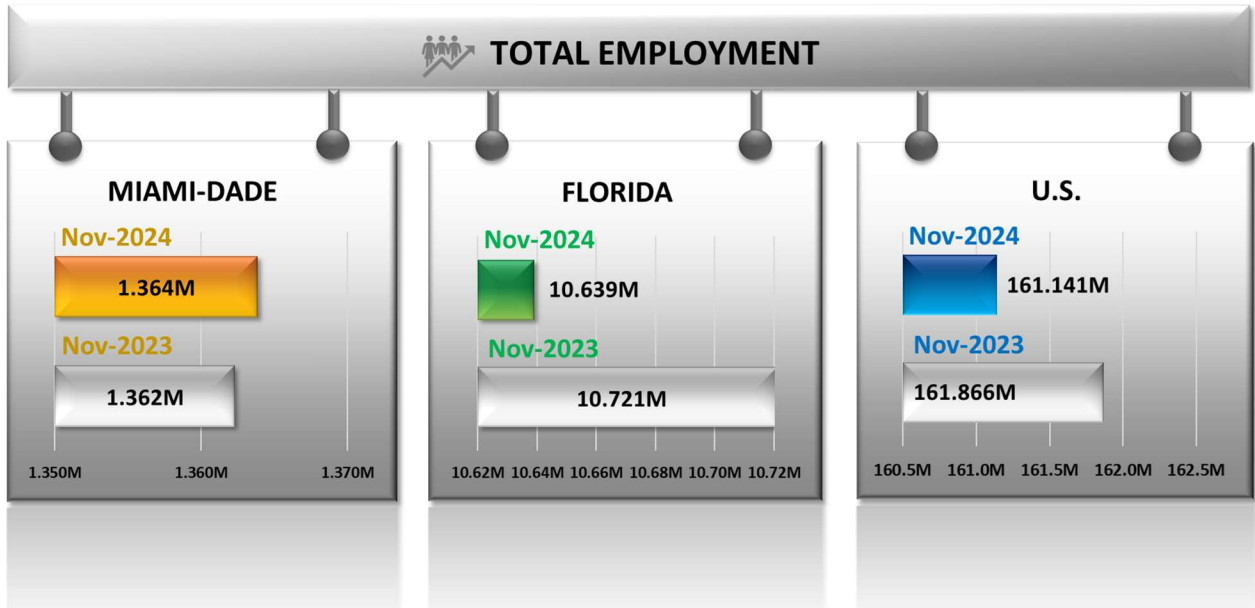 TOTAL EMPLOYMENT
MIAMI-DADE
Nov-2024
1.364M
Nov-2023
1.362M
1.350M 1.360M 1.370M
FLORIDA
Nov-2024
10.639M
Nov-2023
10.721M
10.62M 10.64M 10.66M 10.68M 10.70M 10.72M
U.S.
Nov-2024
161.141M
Nov-2023
161.866M
160.5M 161.0M 161.5M 162.0M 162.5M